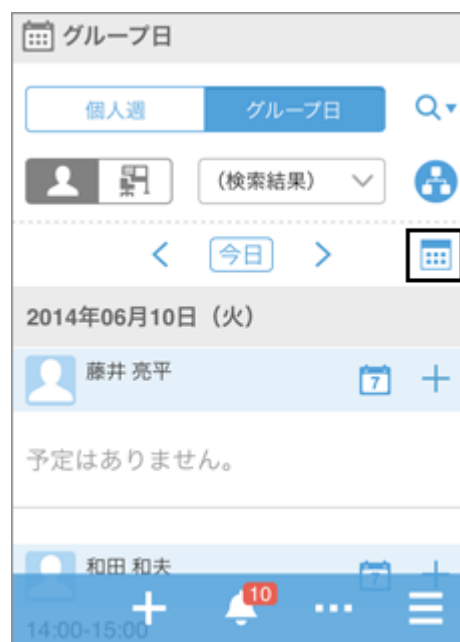 グループ日
個人週 グループ日
(検索結果)
今日
2014年06月10日（火）
藤井 亮平
7
予定はありません。
和田 和夫
7
10
14:00-15:00